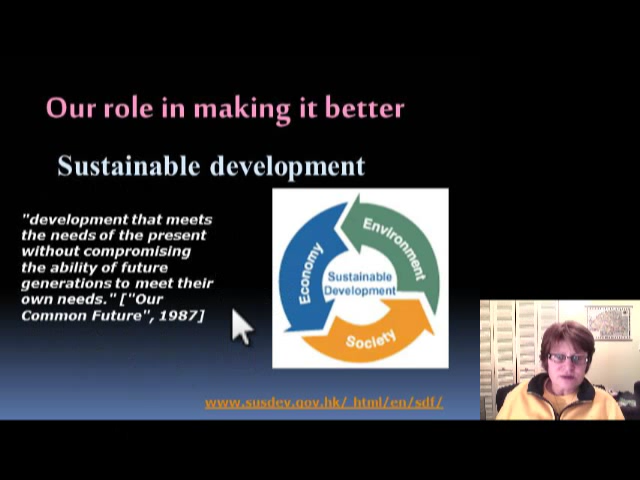 Our role in making it better
Sustainable development
"development that meets
the needs of the present
without compromising
the ability of future
generations to meet their
own needs." ["Our
Common Future", 1987]
Economy
Environment
Sustainable
Development
Society
www.susdev.gov.hk/_html/en/sdf/